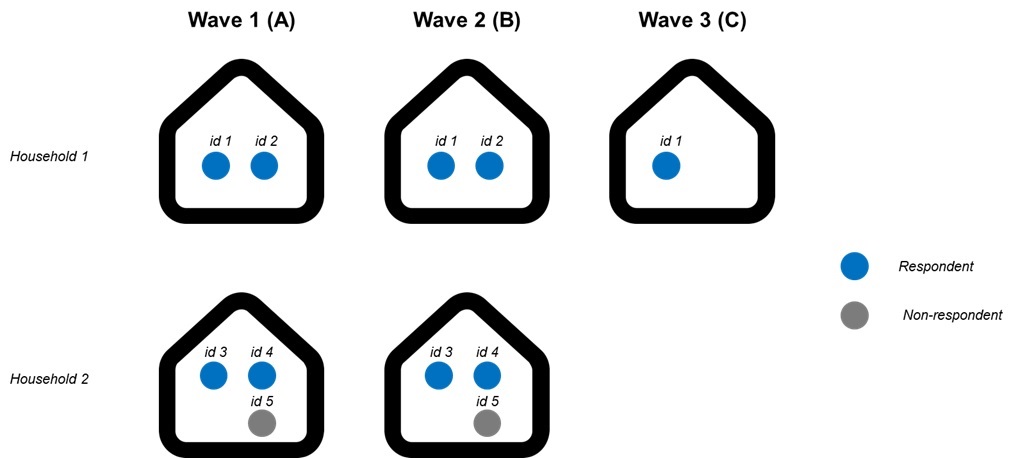 Wave 1 (A)
Wave 2 (B)
Wave 3 (C)
Household 1
id 1
id 2
id 1
id 2
id 1
Respondent
Non-respondent
Household 2
id 3
id 4
id 5
id 3
id 4
id 5